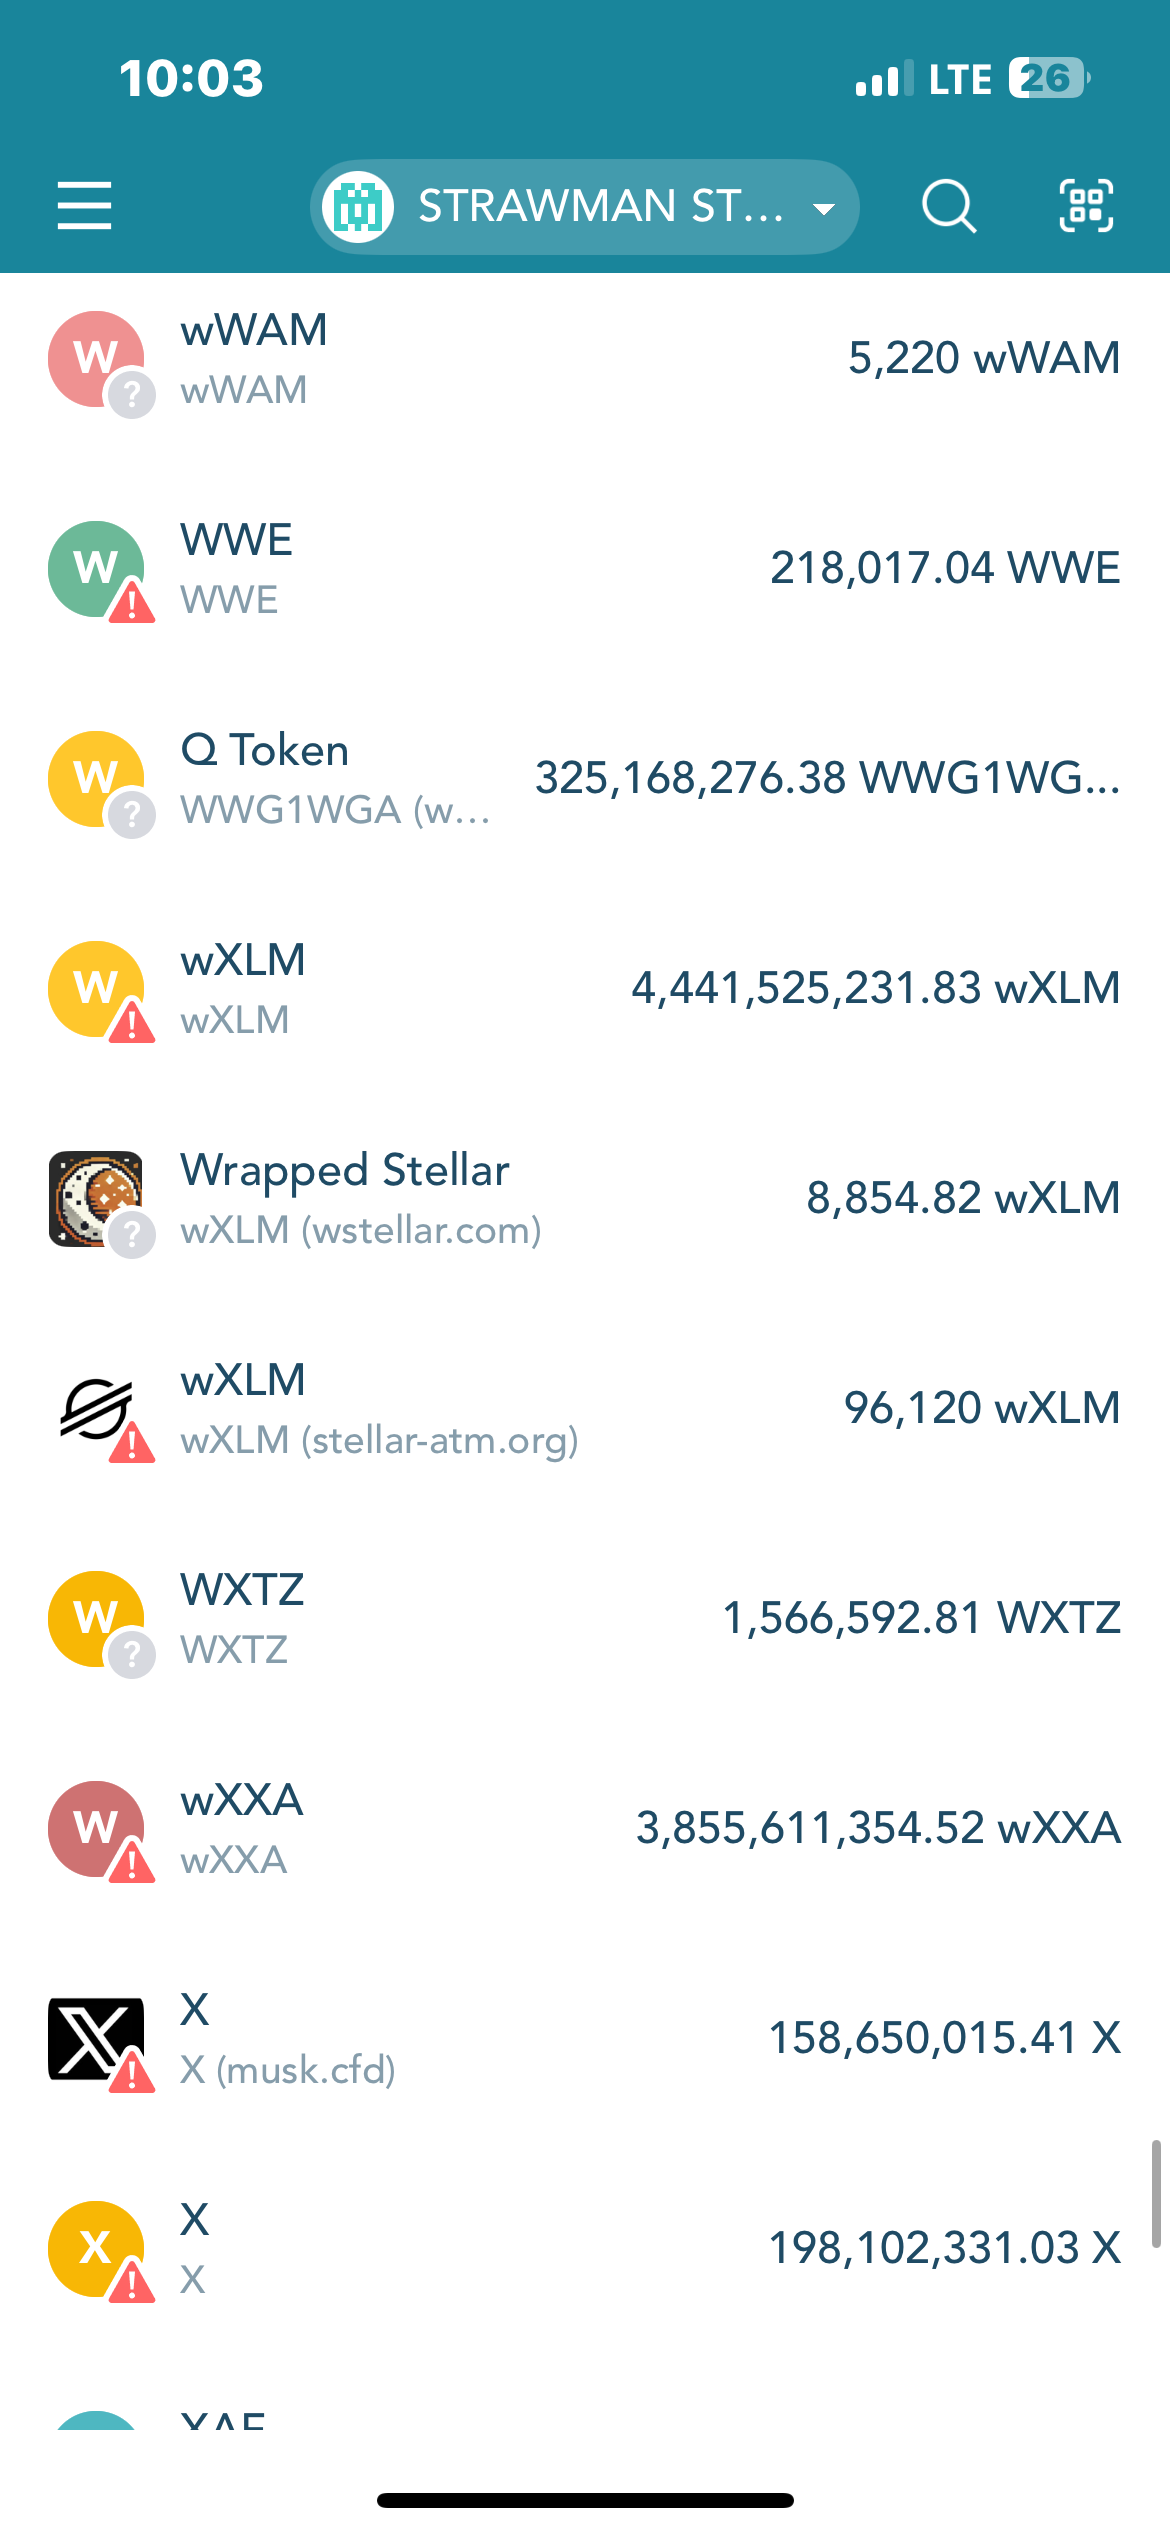 10:03
LTE 26
STRAWMAN ST...
W
wWAM
5,220 wWAM
?
wWAM
W
WWE
218,017.04 WWE
!
WWE
W
Q Token
325,168,276.38 WWG1WG...
?
WWG1WGA (w...
W
wXLM
4,441,525,231.83 wXLM
!
wXLM
Wrapped Stellar
8,854.82 wXLM
?
wXLM (wstellar.com)
wXLM
96,120 wXLM
!
wXLM (stellar-atm.org)
W
WXTZ
1,566,592.81 WXTZ
?
WXTZ
W
wXXA
3,855,611,354.52 wXXA
!
wXXA
X
X
158,650,015.41 X
!
X (musk.cfd)
X
X
198,102,331.03 X
!
X